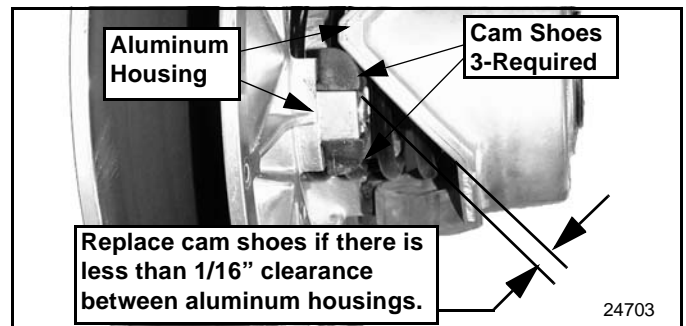 Aluminum
Housing
Cam Shoes
3-Required
Replace cam shoes if there is
less than 1/16” clearance
between aluminum housings.
24703